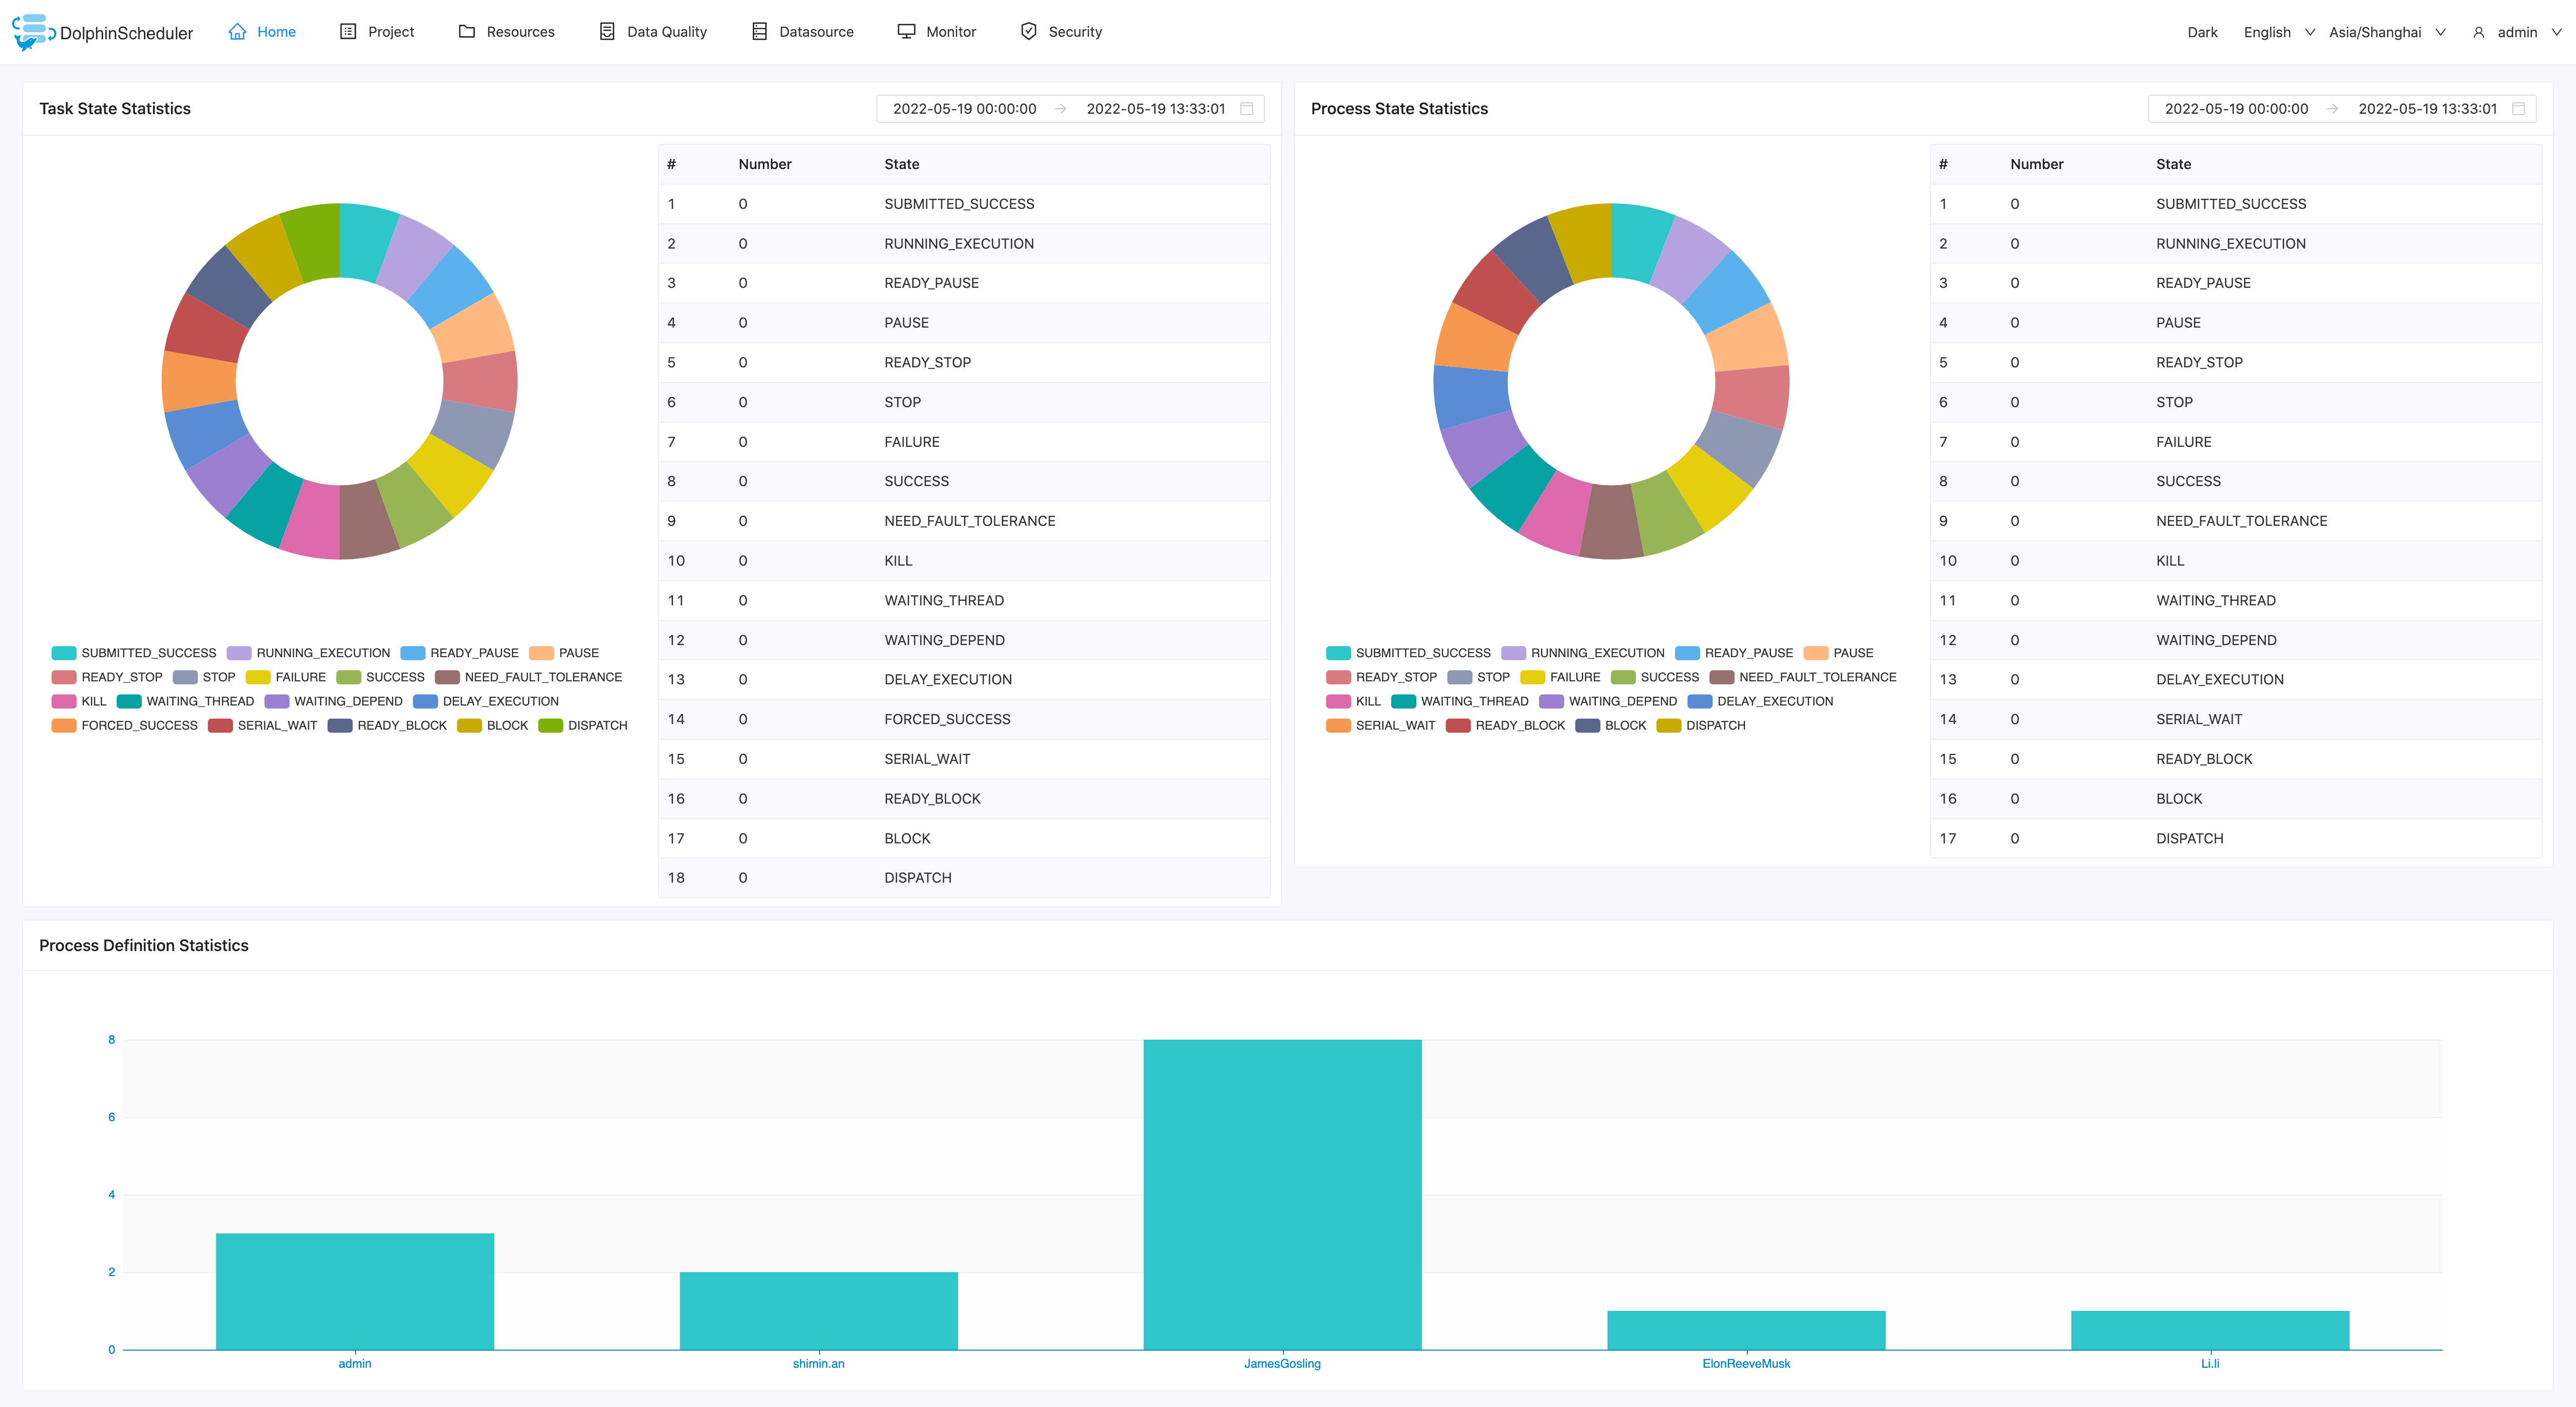 DolphinScheduler Home Project Resources Data Quality Datasource Monitor Security Dark English Asia/Shanghai admin
Task State Statistics 2022-05-19 00:00:00 → 2022-05-19 13:33:01
# Number State
1 0 SUBMITTED_SUCCESS
2 0 RUNNING_EXECUTION
3 0 READY_PAUSE
4 0 PAUSE
5 0 READY_STOP
6 0 STOP
7 0 FAILURE
8 0 SUCCESS
9 0 NEED_FAULT_TOLERANCE
10 0 KILL
11 0 WAITING_THREAD
12 0 WAITING_DEPEND
13 0 DELAY_EXECUTION
14 0 FORCED_SUCCESS
15 0 SERIAL_WAIT
16 0 READY_BLOCK
17 0 BLOCK
18 0 DISPATCH
SUBMITTED_SUCCESS RUNNING_EXECUTION READY_PAUSE PAUSE
READY_STOP STOP FAILURE SUCCESS NEED_FAULT_TOLERANCE
KILL WAITING_THREAD WAITING_DEPEND DELAY_EXECUTION
FORCED_SUCCESS SERIAL_WAIT READY_BLOCK BLOCK DISPATCH
Process State Statistics 2022-05-19 00:00:00 → 2022-05-19 13:33:01
# Number State
1 0 SUBMITTED_SUCCESS
2 0 RUNNING_EXECUTION
3 0 READY_PAUSE
4 0 PAUSE
5 0 READY_STOP
6 0 STOP
7 0 FAILURE
8 0 SUCCESS
9 0 NEED_FAULT_TOLERANCE
10 0 KILL
11 0 WAITING_THREAD
12 0 WAITING_DEPEND
13 0 DELAY_EXECUTION
14 0 SERIAL_WAIT
15 0 READY_BLOCK
16 0 BLOCK
17 0 DISPATCH
SUBMITTED_SUCCESS RUNNING_EXECUTION READY_PAUSE PAUSE
READY_STOP STOP FAILURE SUCCESS NEED_FAULT_TOLERANCE
KILL WAITING_THREAD WAITING_DEPEND DELAY_EXECUTION
SERIAL_WAIT READY_BLOCK BLOCK DISPATCH
Process Definition Statistics
8
6
4
2
0
admin shimin.an JamesGosling ElonReeveMusk Li.li